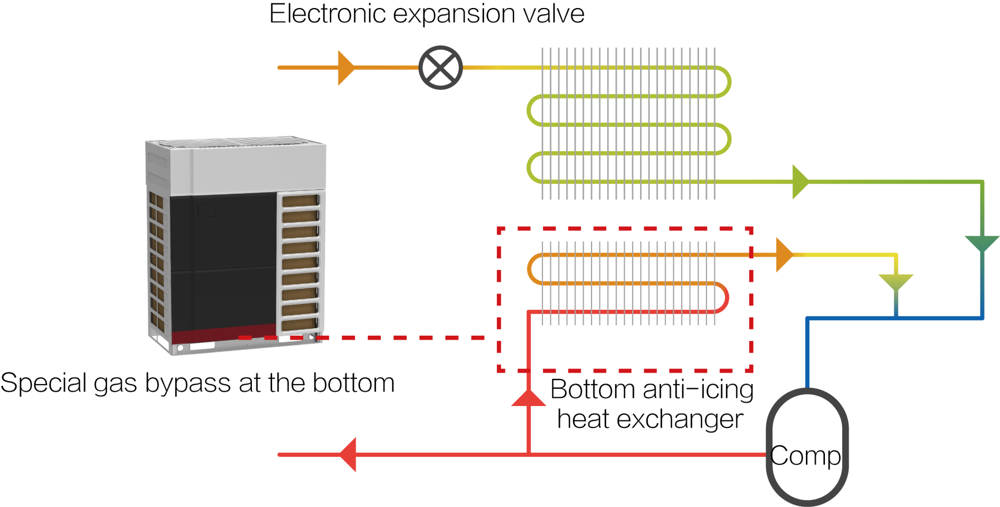 Electronic expansion valve
Special gas bypass at the bottom
Bottom anti-icing
heat exchanger
Comp